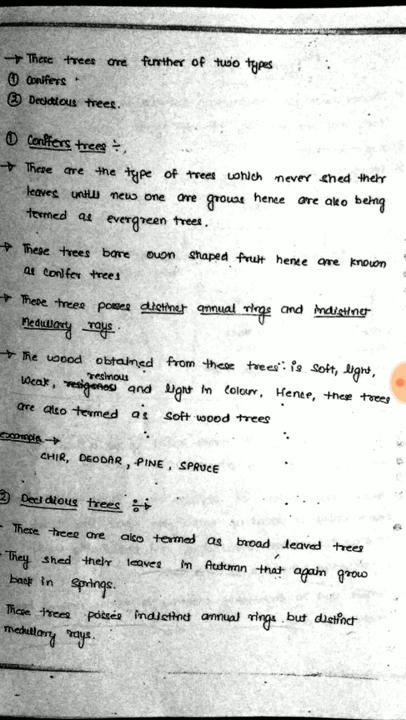 → These trees are further of two types
① Conifers
② Decidious trees.
① Conifers trees ÷
→ These are the type of trees which never shed their
leaves untill new one are grows hence are also being
termed as evergreen trees.
→ These trees bare ovon shaped fruit hence are known
as conifer trees
→ These trees posses distinct annual rings and indistinct
Medullary rays.
→ The wood obtained from these trees is soft, light,
resinous
weak, and light in colour, Hence, these trees
are also termed as soft wood trees
example →
CHIR, DEODAR, PINE, SPRUCE
② Decidious trees
These trees are also termed as broad leaved trees
They shed their leaves in Autumn that again grow
back in springs.
These trees posses indistinct annual rings but distinct
medullary rays.